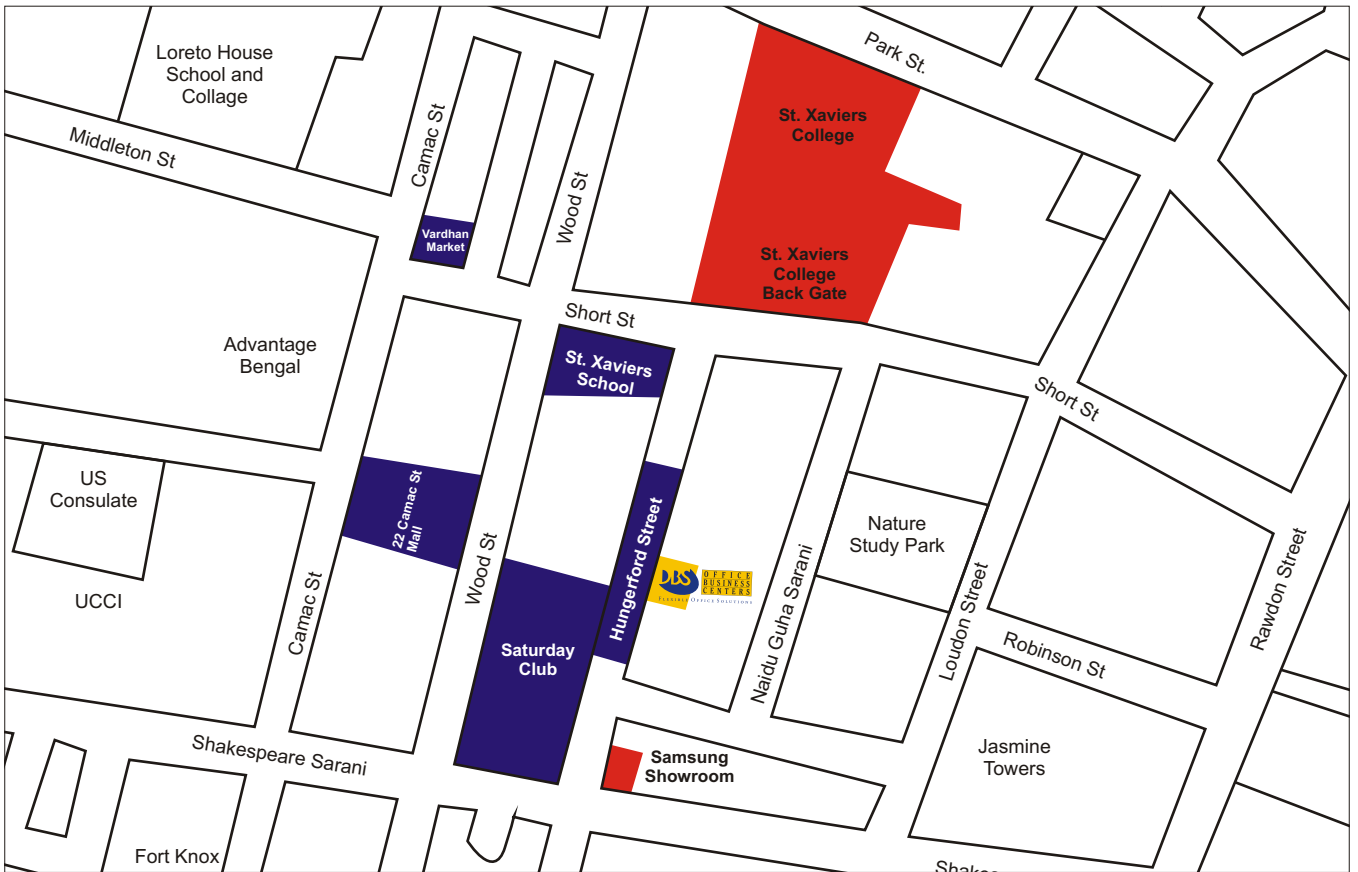 Loreto House
School and
Collage
Middleton St
Camac St
Wood St
Park St.
St. Xaviers
College
Vardhan
Market
St. Xaviers
College
Back Gate
Short St
Advantage
Bengal
St. Xaviers
School
Short St
US
Consulate
22 Camac St
Mall
Hungerford Street
Nature
Study Park
UCCI
Camac St
Wood St
DBS
OFFICE
BUSINESS
CENTERS
FLEXIBLE OFFICE SOLUTIONS
Naidu Guha Sarani
Loudon Street
Rawdon Street
Robinson St
Saturday
Club
Shakespeare Sarani
Samsung
Showroom
Jasmine
Towers
Fort Knox